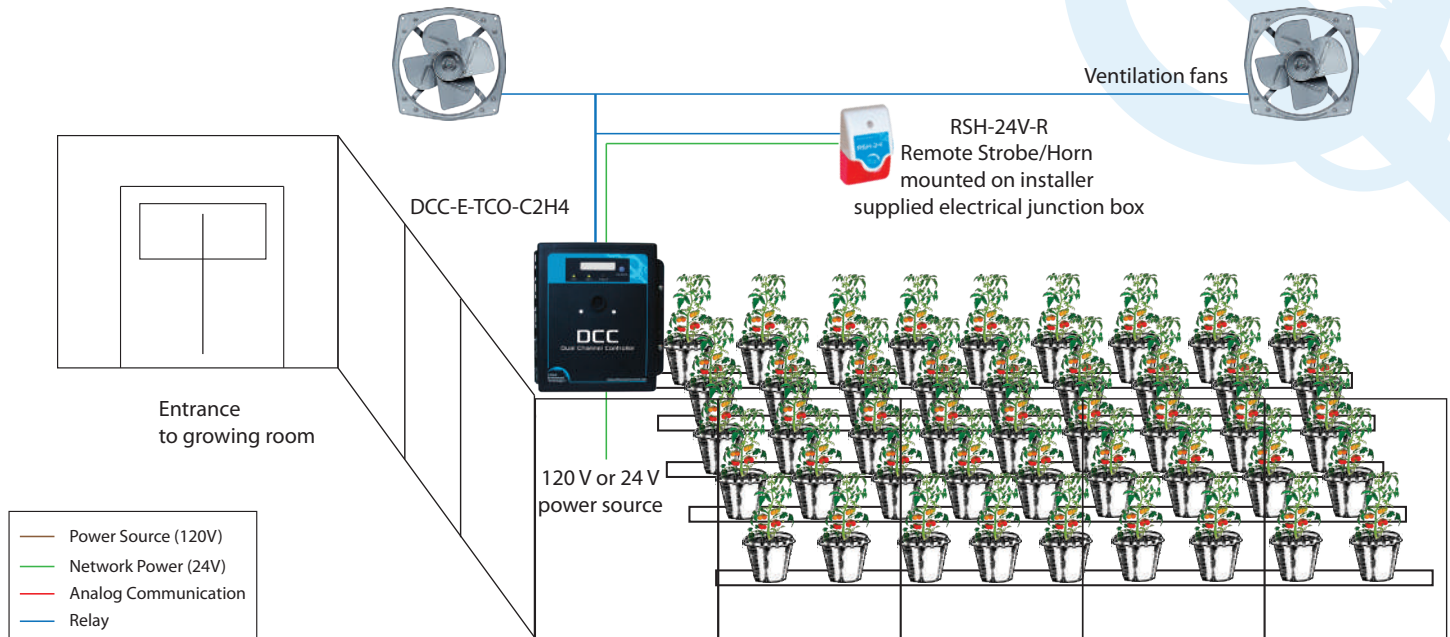 Ventilation fans
RSH-24V-R
Remote Strobe/Horn
mounted on installer
supplied electrical junction box
DCC-E-TCO-C2H4
DCC
Dual Channel Controller
Entrance
to growing room
120 V or 24 V
power source
Power Source (120V)
Network Power (24V)
Analog Communication
Relay